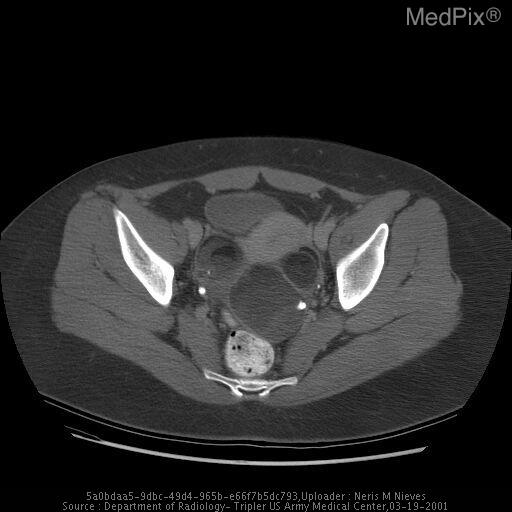 MedPix®
5a0bdaa5-9dbc-49d4-965b-e66f7b5dc793,Uploader : Neris M Nieves
Source : Department of Radiology- Tripler US Army Medical Center,03-19-2001